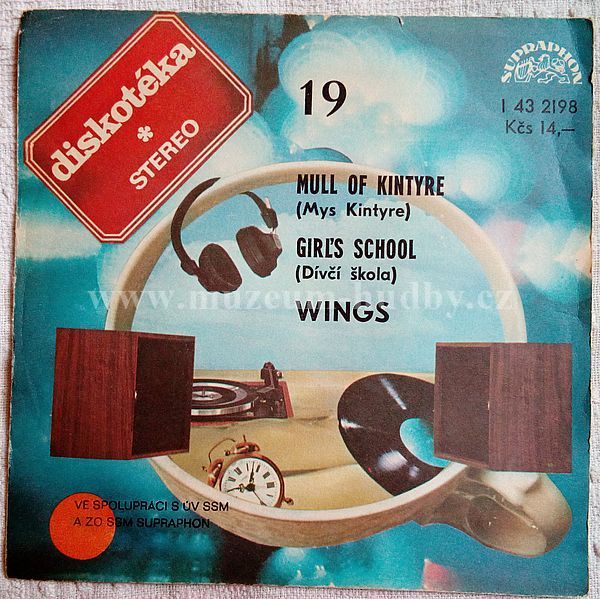 diskotéka
*
STEREO
19
SUPRAPHON
1 43 2198
Kčs 14,–
MULL OF KINTYRE
(Mys Kintyre)
GIRL'S SCHOOL
(Dívčí škola)
www.muzeum-hudby.cz
WINGS
VE SPOLUPRÁCI S ÚV SSM
A ZO SSM SUPRAPHON